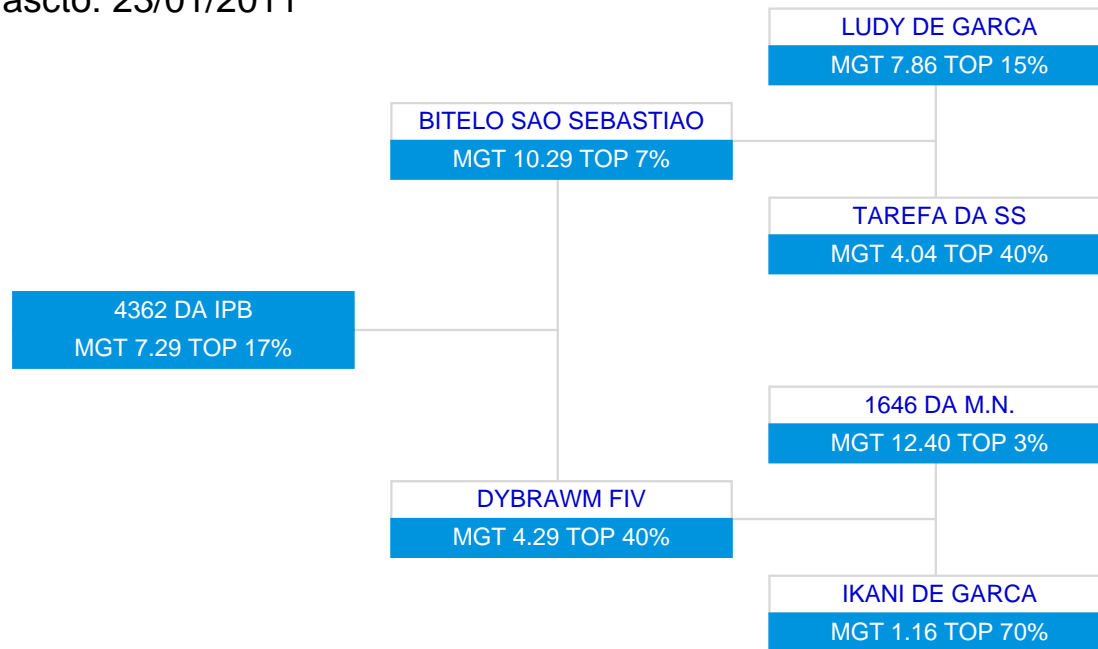 ascto: 23/01/2011
LUDY DE GARCA
MGT 7.86 TOP 15%
BITELO SAO SEBASTIAO
MGT 10.29 TOP 7%
TAREFA DA SS
MGT 4.04 TOP 40%
4362 DA IPB
MGT 7.29 TOP 17%
1646 DA M.N.
MGT 12.40 TOP 3%
DYBRAWM FIV
MGT 4.29 TOP 40%
IKANI DE GARCA
MGT 1.16 TOP 70%